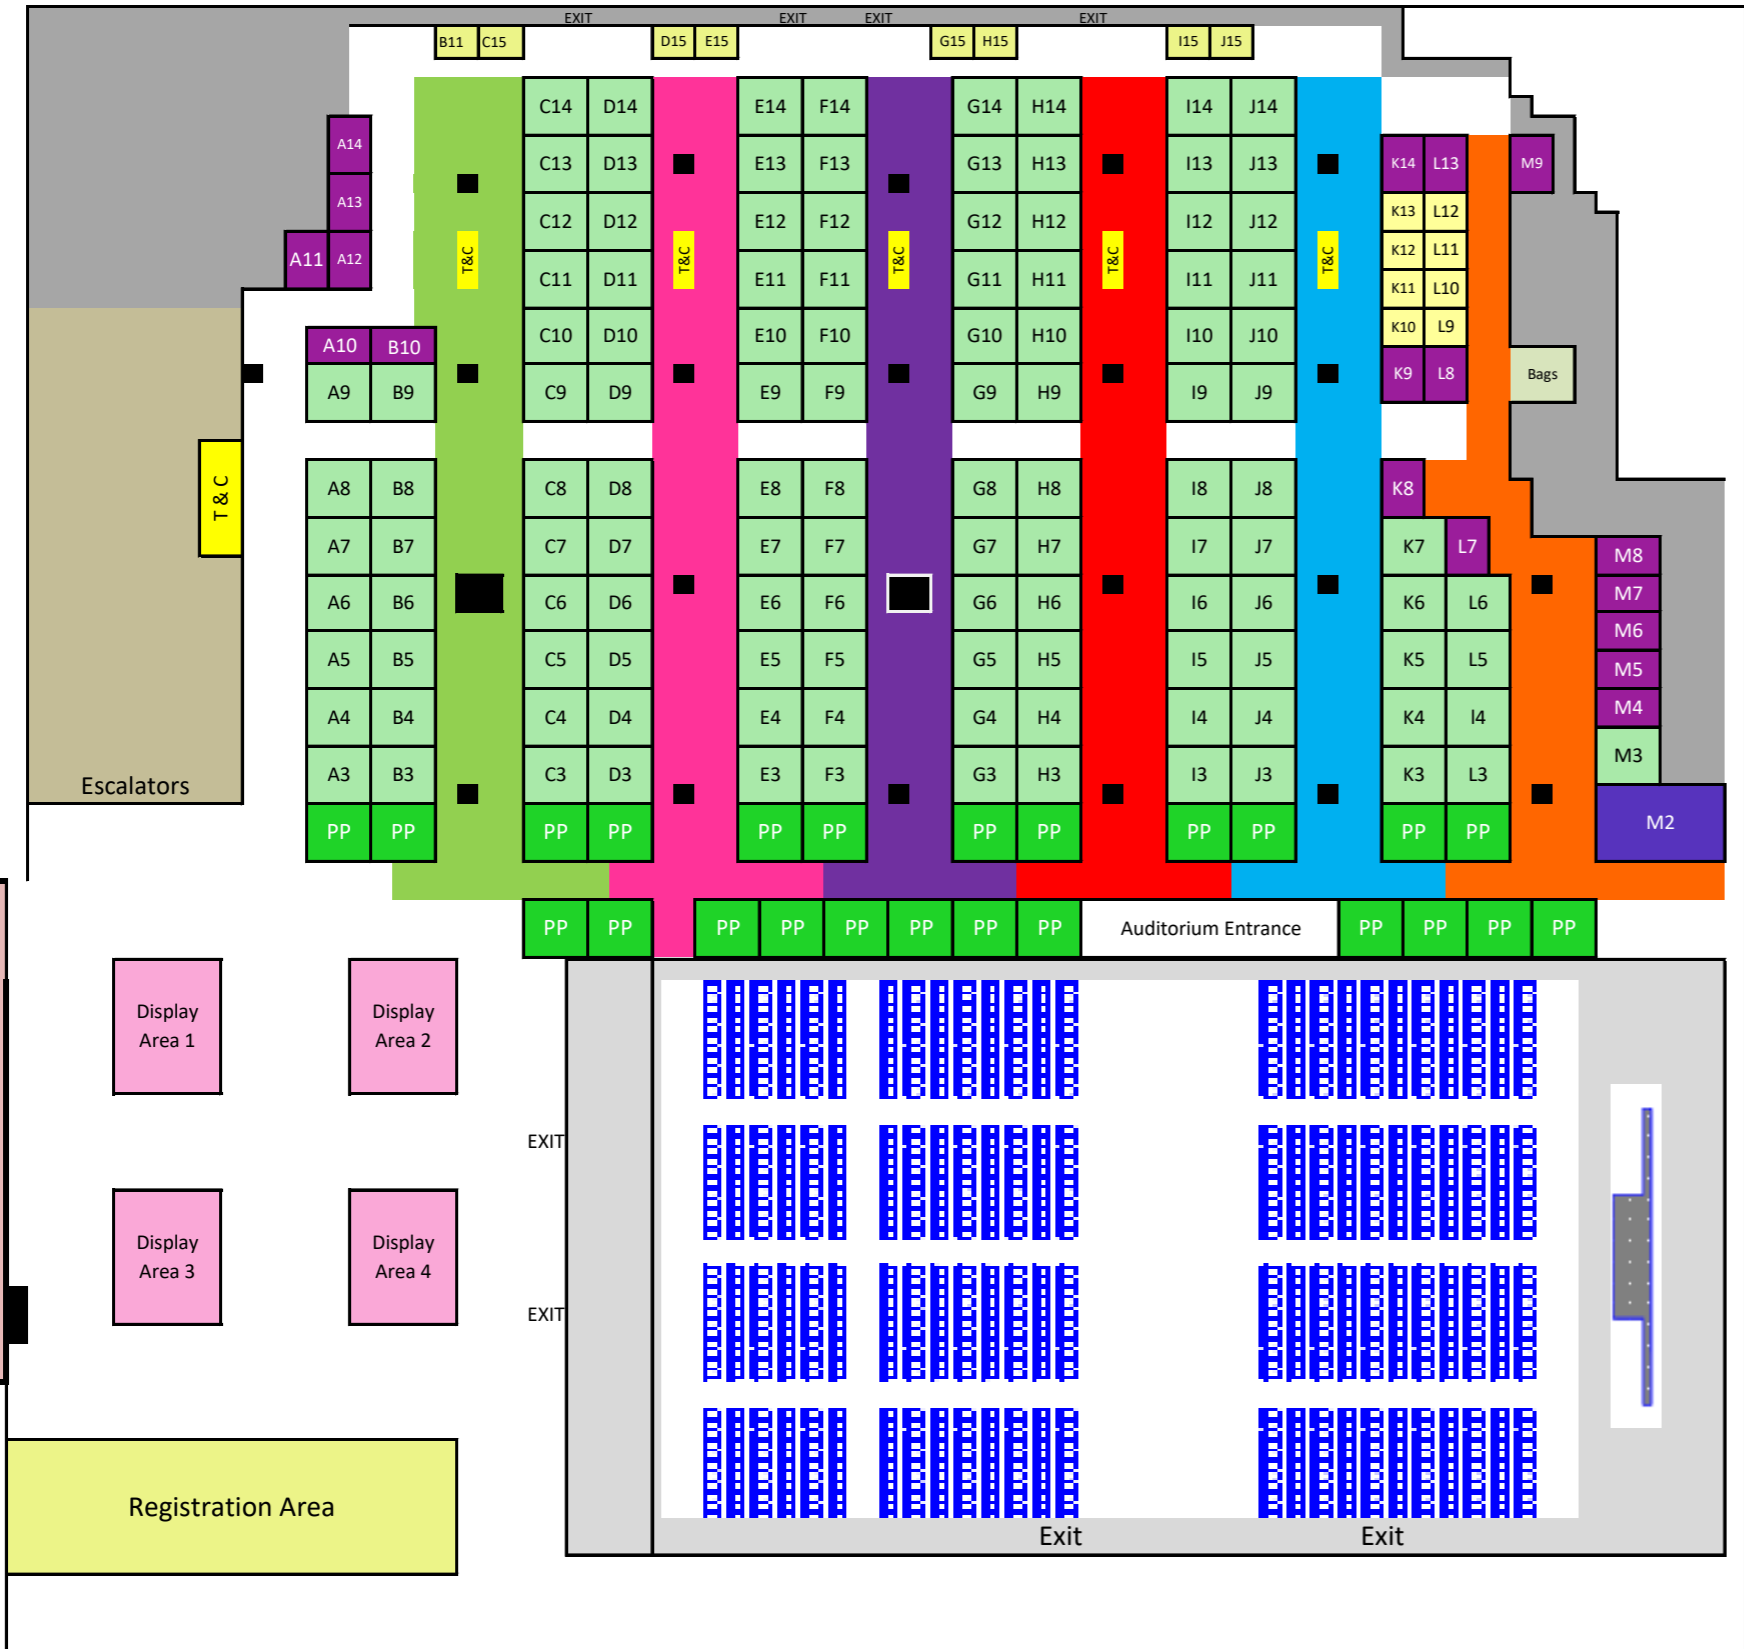 EXIT EXIT EXIT EXIT
B11 C15 D15 E15 G15 H15 I15 J15
C14 D14 E14 F14 G14 H14 I14 J14
A14
C13 D13 E13 F13 G13 H13 I13 J13 K14 L13 M9
A13
C12 D12 E12 F12 G12 H12 I12 J12 K13 L12
T&C T&C T&C T&C T&C
K12 L11
A11 A12
C11 D11 E11 F11 G11 H11 I11 J11
K11 L10
K10 L9
C10 D10 E10 F10 G10 H10 I10 J10
A10 B10
K9 L8 Bags
A9 B9 C9 D9 E9 F9 G9 H9 I9 J9
A8 B8 C8 D8 E8 F8 G8 H8 I8 J8 K8
T & C
A7 B7 C7 D7 E7 F7 G7 H7 I7 J7 K7 L7
M8
M7
A6 B6 C6 D6 E6 F6 G6 H6 I6 J6 K6 L6
M6
A5 B5 C5 D5 E5 F5 G5 H5 I5 J5 K5 L5
M5
M4
A4 B4 C4 D4 E4 F4 G4 H4 I4 J4 K4 I4
M3
A3 B3 C3 D3 E3 F3 G3 H3 I3 J3 K3 L3
Escalators
M2
PP PP PP PP PP PP PP PP PP PP PP PP
PP PP PP PP PP PP PP PP Auditorium Entrance PP PP PP PP
Display
Area 1
Display
Area 2
EXIT
Display
Area 3
Display
Area 4
EXIT
Registration Area
Exit Exit